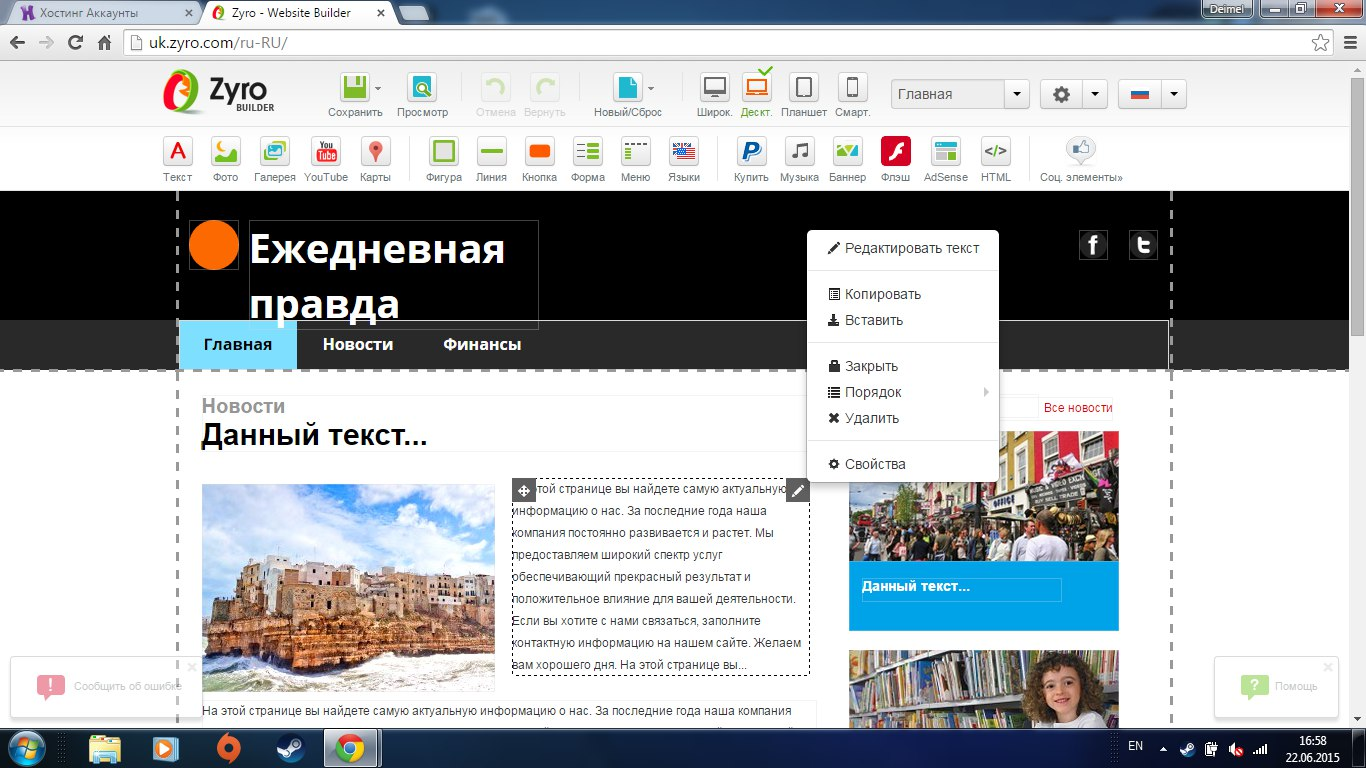 Хостинг Аккаунты
Zyro - Website Builder
Deimel
uk.zyro.com/ru-RU/
Zyro
BUILDER
Сохранить
Просмотр
Отмена
Вернуть
Новый/Сброс
Широк.
Дескт.
Планшет
Смарт.
Главная
Текст
Фото
Галерея
YouTube
Карты
Фигура
Линия
Кнопка
Форма
Меню
Языки
Купить
Музыка
Баннер
Флэш
AdSense
HTML
Соц. элементы»
Ежедневная
правда
Главная
Новости
Финансы
Редактировать текст
Копировать
Вставить
Закрыть
Порядок
Удалить
Свойства
Новости
Данный текст...
Все новости
этой странице вы найдете самую актуальную
информацию о нас. За последние года наша
компания постоянно развивается и растет. Мы
предоставляем широкий спектр услуг
обеспечивающий прекрасный результат и
положительное влияние для вашей деятельности.
Если вы хотите с нами связаться, заполните
контактную информацию на нашем сайте. Желаем
вам хорошего дня. На этой странице вы...
MUSIC & VIDEO EXCH
BUY SELL TRADE
OFFICE
Данный текст...
Сообщить об ошибке
Помощь
На этой странице вы найдете самую актуальную информацию о нас. За последние года наша компания
EN
16:58
22.06.2015